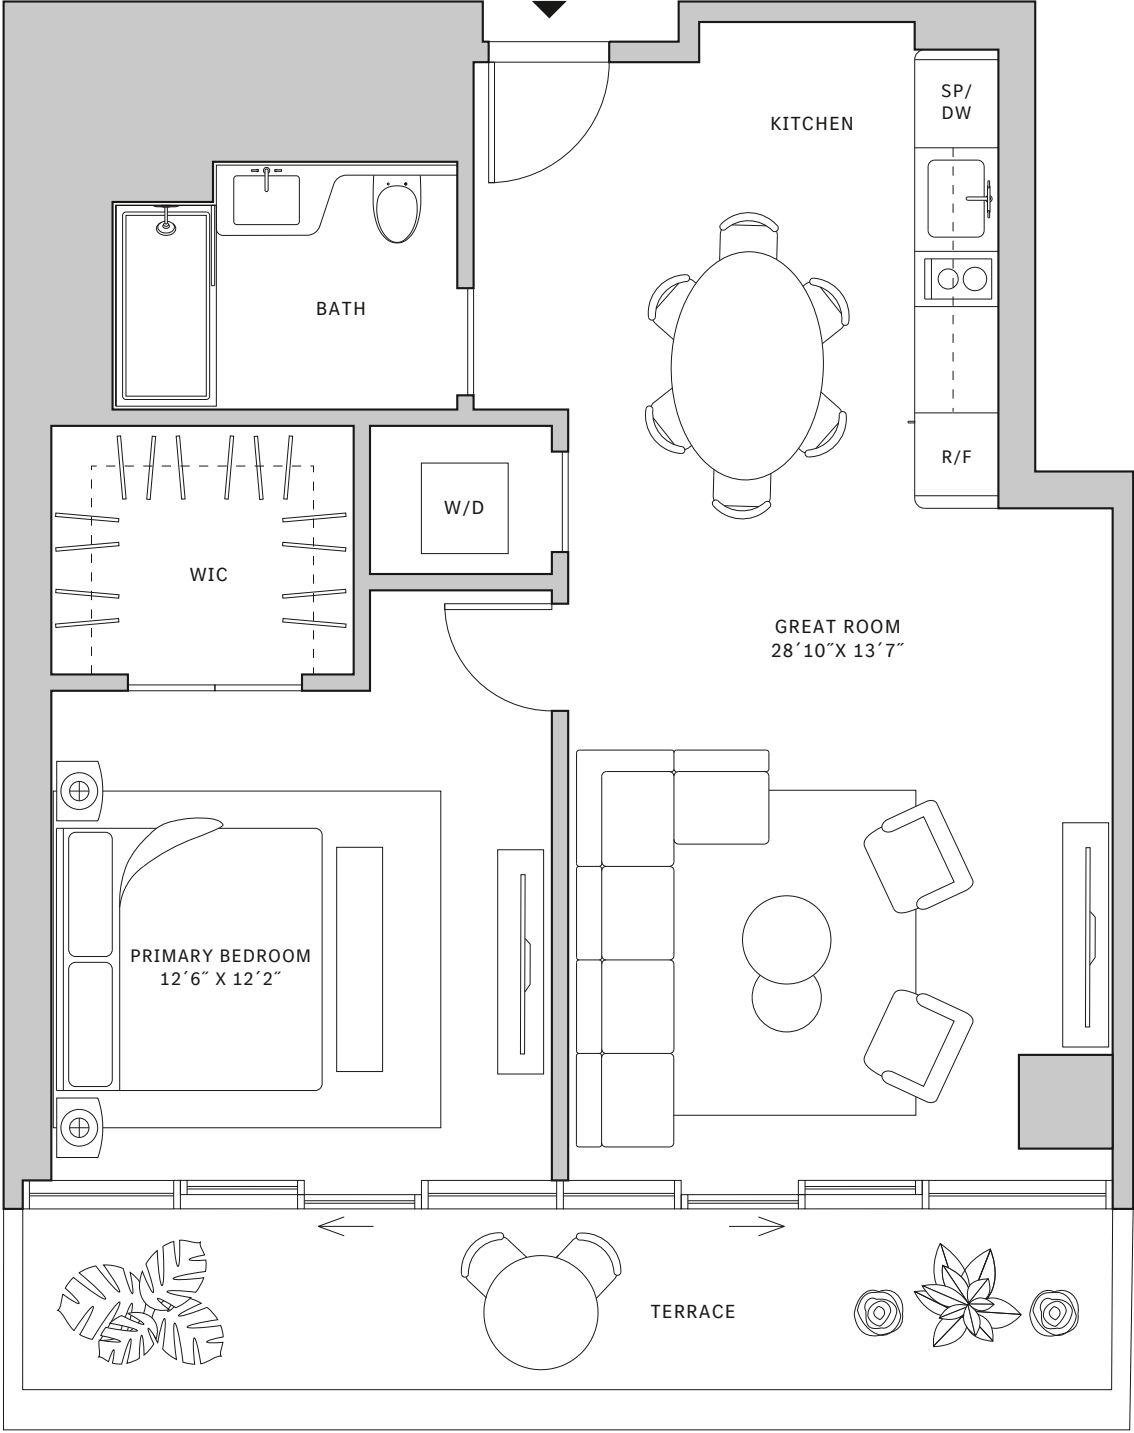 SP/
DW
KITCHEN
BATH
R/F
W/D
WIC
GREAT ROOM
28´10˝X 13´7˝
PRIMARY BEDROOM
12´6˝ X 12´2˝
TERRACE